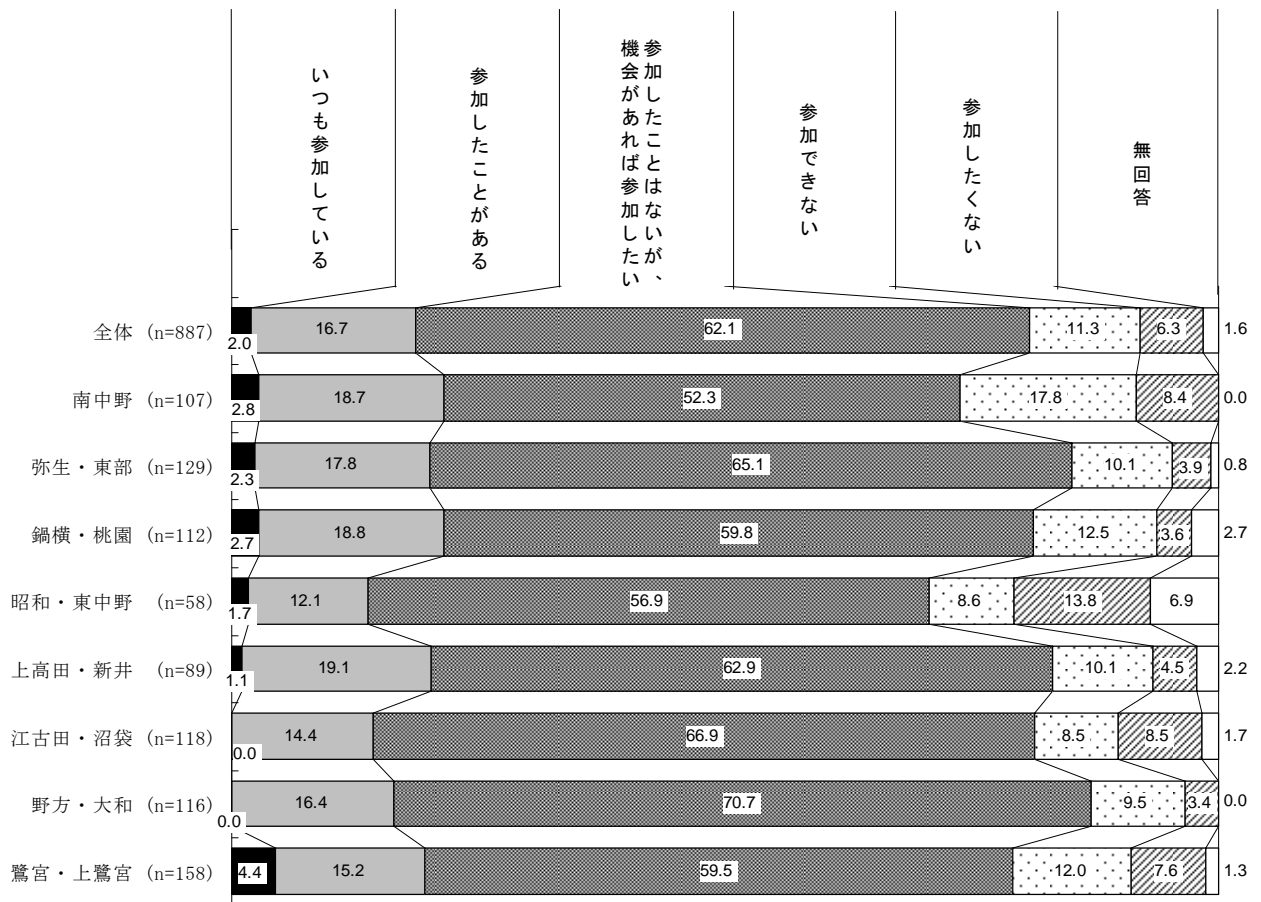 いつも参加している
参加したことがある
参加したことはないが、
機会があれば参加したい
参加できない
参加したくない
無回答
全体 (n=887) 2.0 16.7 62.1 11.3 6.3 1.6
南中野 (n=107) 2.8 18.7 52.3 17.8 8.4 0.0
弥生・東部 (n=129) 2.3 17.8 65.1 10.1 3.9 0.8
鍋横・桃園 (n=112) 2.7 18.8 59.8 12.5 3.6 2.7
昭和・東中野 (n=58) 1.7 12.1 56.9 8.6 13.8 6.9
上高田・新井 (n=89) 1.1 19.1 62.9 10.1 4.5 2.2
江古田・沼袋 (n=118) 0.0 14.4 66.9 8.5 8.5 1.7
野方・大和 (n=116) 0.0 16.4 70.7 9.5 3.4 0.0
鷺宮・上鷺宮 (n=158) 4.4 15.2 59.5 12.0 7.6 1.3